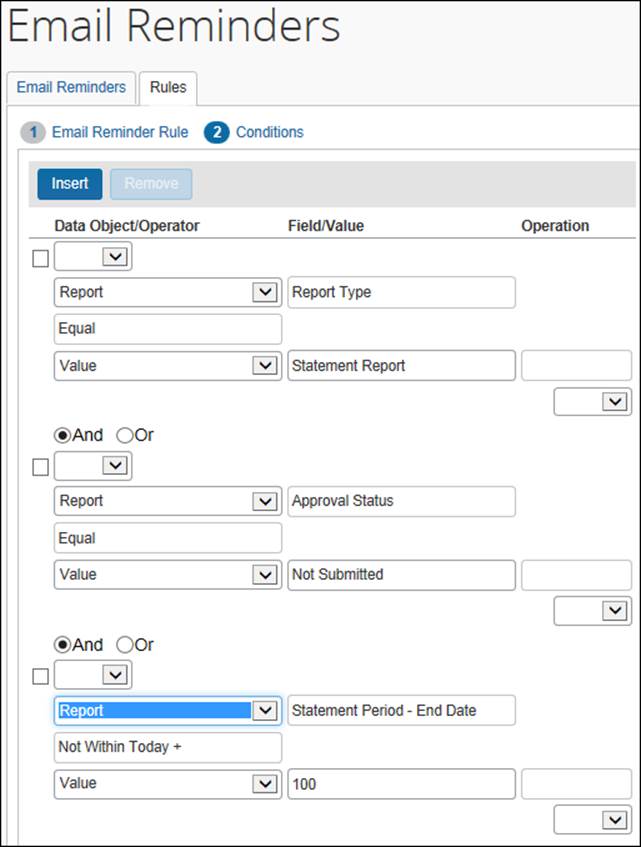 Email Reminders
Email Reminders Rules
1 Email Reminder Rule 2 Conditions
Insert Remove
Data Object/Operator Field/Value Operation
Report Report Type
Equal
Value Statement Report
And Or
Report Approval Status
Equal
Value Not Submitted
And Or
Report Statement Period - End Date
Not Within Today +
Value 100